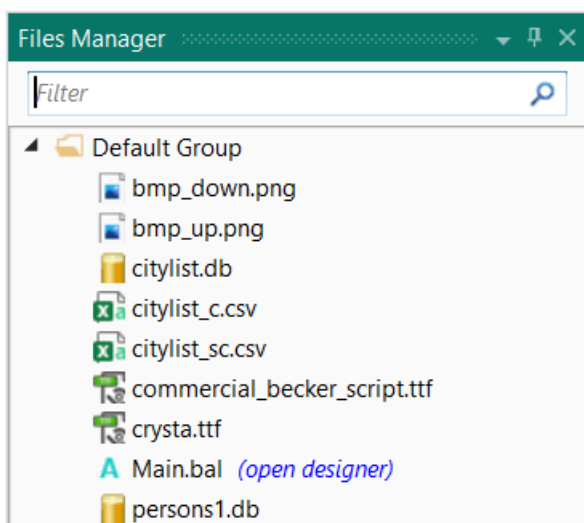 Files Manager
Filter
Default Group
bmp_down.png
bmp_up.png
citylist.db
citylist_c.csv
citylist_sc.csv
commercial_becker_script.ttf
crysta.ttf
Main.bal (open designer)
persons1.db